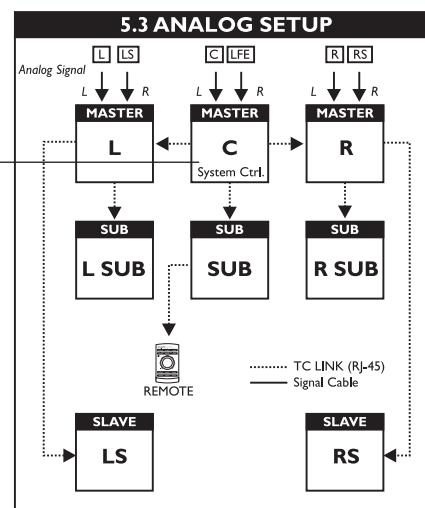 5.3 ANALOG SETUP
L LS C LFE R RS
Analog Signal
L R L R L R
MASTER MASTER MASTER
L C R
System Ctrl.
SUB SUB SUB
L SUB SUB R SUB
TC LINK (RJ-45)
Signal Cable
REMOTE
SLAVE SLAVE
LS RS